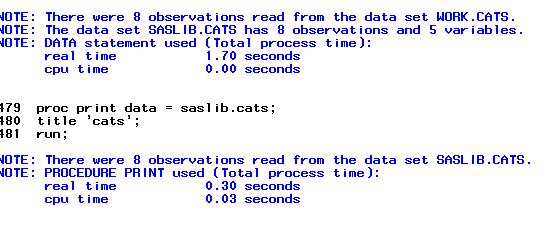 NOTE: There were 8 observations read from the data set WORK.CATS.
NOTE: The data set SASLIB.CATS has 8 observations and 5 variables.
NOTE: DATA statement used (Total process time):
real time 1.70 seconds
cpu time 0.00 seconds
479 proc print data = saslib.cats;
480 title 'cats';
481 run;
NOTE: There were 8 observations read from the data set SASLIB.CATS.
NOTE: PROCEDURE PRINT used (Total process time):
real time 0.30 seconds
cpu time 0.03 seconds